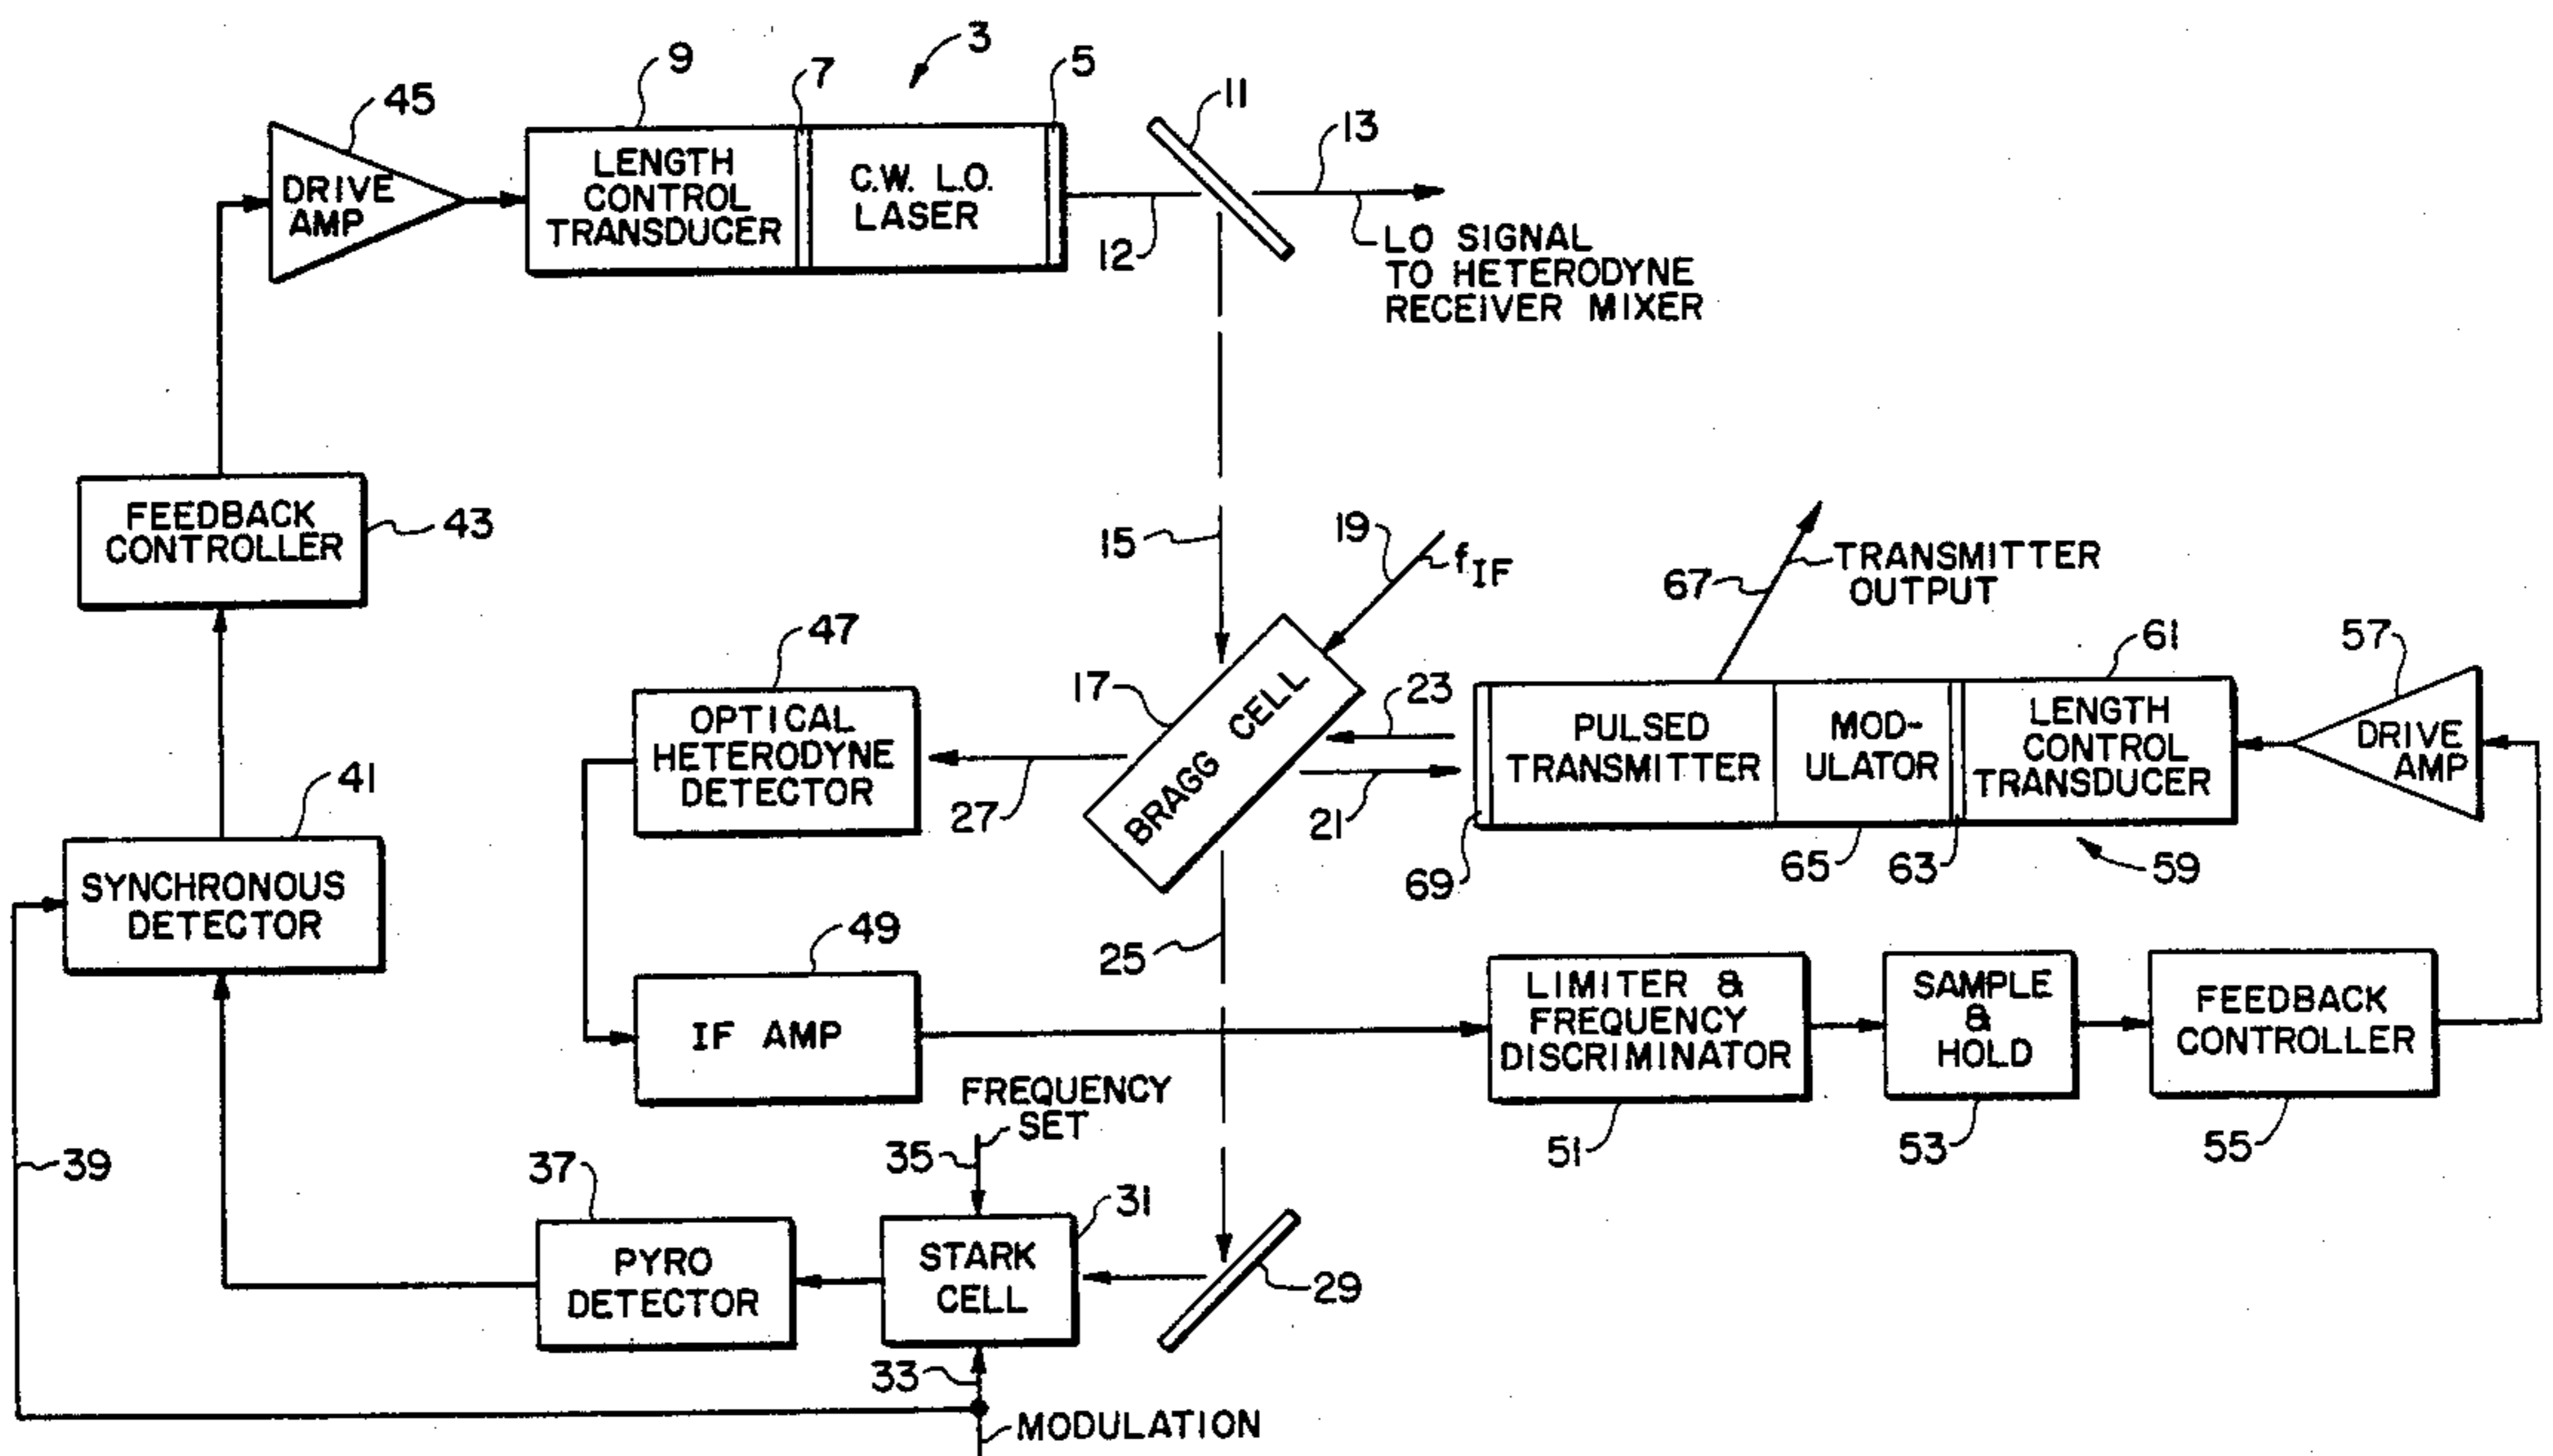 3
9
7
5
45
11
13
LENGTH
CONTROL
TRANSDUCER
C.W. L.O.
LASER
DRIVE
AMP
12
LO SIGNAL
TO HETERODYNE
RECEIVER MIXER
FEEDBACK
CONTROLLER
43
15
19
fIF
67
TRANSMITTER
OUTPUT
47
17
23
61
57
OPTICAL
HETERODYNE
DETECTOR
BRAGG CELL
PULSED
TRANSMITTER
MOD-
ULATOR
LENGTH
CONTROL
TRANSDUCER
DRIVE
AMP
27
21
69
65
63
59
41
SYNCHRONOUS
DETECTOR
49
25
IF AMP
LIMITER &
FREQUENCY
DISCRIMINATOR
SAMPLE
&
HOLD
FEEDBACK
CONTROLLER
51
53
55
FREQUENCY
SET
35
39
37
31
PYRO
DETECTOR
STARK
CELL
29
33
MODULATION